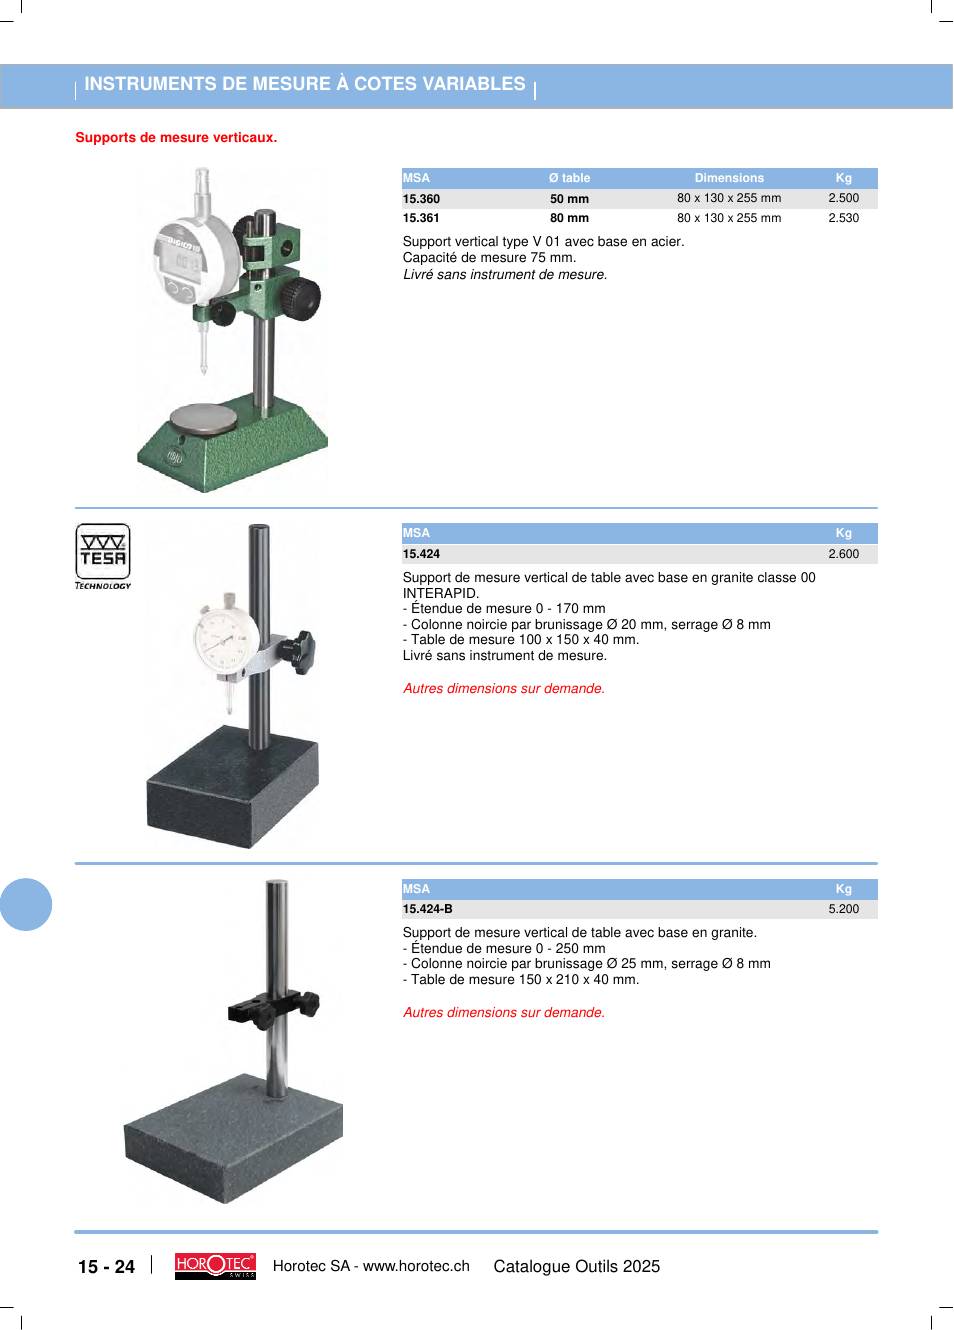 INSTRUMENTS DE MESURE À COTES VARIABLES
Supports de mesure verticaux.
MSA Ø table Dimensions Kg
15.360 50 mm 80 x 130 x 255 mm 2.500
15.361 80 mm 80 x 130 x 255 mm 2.530
Support vertical type V 01 avec base en acier.
Capacité de mesure 75 mm.
Livré sans instrument de mesure.
TESA
TECHNOLOGY
MSA Kg
15.424 2.600
Support de mesure vertical de table avec base en granite classe 00
INTERAPID.
- Étendue de mesure 0 - 170 mm
- Colonne noircie par brunissage Ø 20 mm, serrage Ø 8 mm
- Table de mesure 100 x 150 x 40 mm.
Livré sans instrument de mesure.
Autres dimensions sur demande.
MSA Kg
15.424-B 5.200
Support de mesure vertical de table avec base en granite.
- Étendue de mesure 0 - 250 mm
- Colonne noircie par brunissage Ø 25 mm, serrage Ø 8 mm
- Table de mesure 150 x 210 x 40 mm.
Autres dimensions sur demande.
15 - 24
HOROTEC®
SWISS
Horotec SA - www.horotec.ch Catalogue Outils 2025